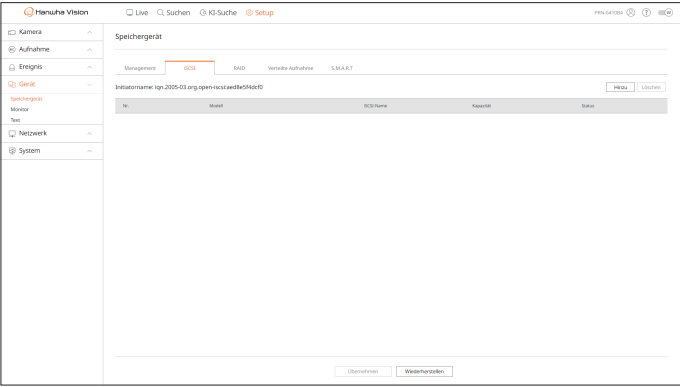 Hanwha Vision
Live Suchen KI-Suche Setup
PRN-6410B4
Kamera
Aufnahme
Ereignis
Gerät
Speichergerät
Monitor
Text
Netzwerk
System
Speichergerät
Management iSCSI RAID Verteilte Aufnahme S.M.A.R.T
Initiatorname: iqn.2005-03.org.open-iscsi:aed8e5f4dcf0
Hinzu Löschen
Nr. Modell iSCSI Name Kapazität Status
Übernehmen Wiederherstellen